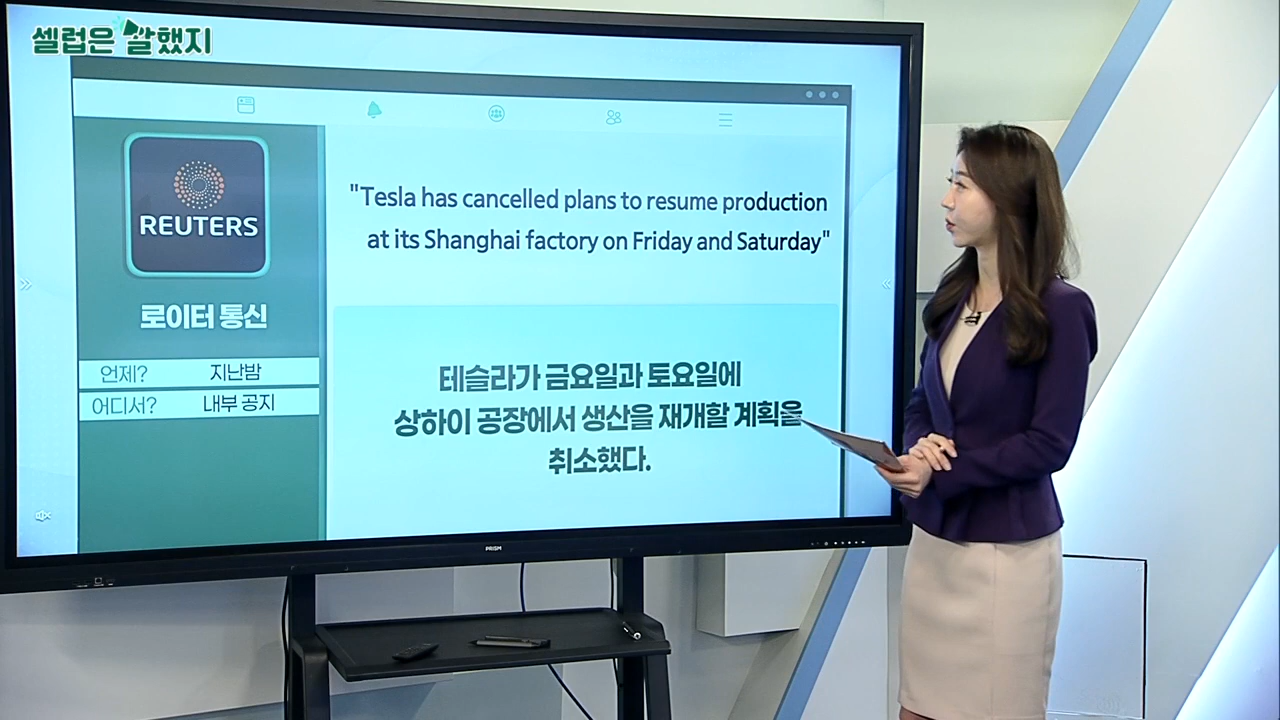 셀럽은 말했지
REUTERS
로이터 통신
언제? 지난밤
어디서? 내부 공지
"Tesla has cancelled plans to resume production
at its Shanghai factory on Friday and Saturday"
테슬라가 금요일과 토요일에
상하이 공장에서 생산을 재개할 계획을
취소했다.
PRISM